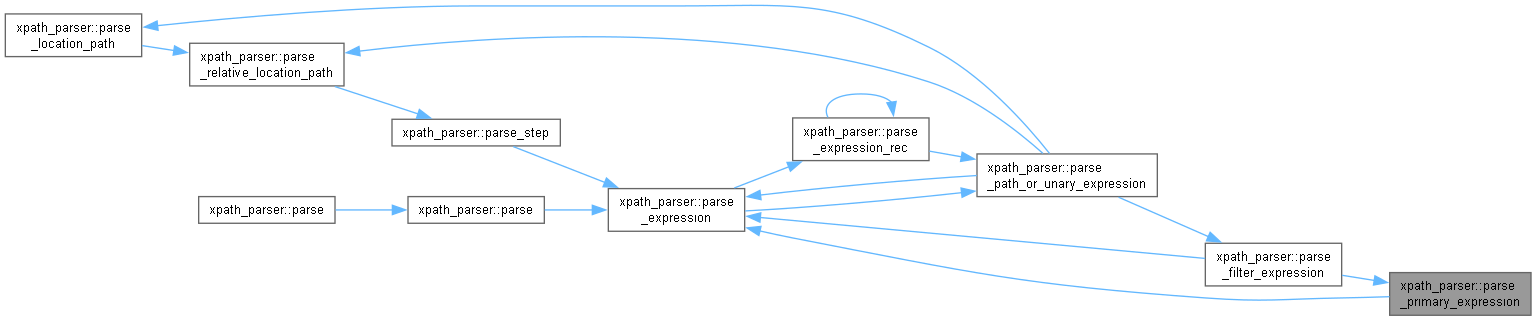 xpath_parser::parse
_location_path
xpath_parser::parse
_relative_location_path
xpath_parser::parse_step
xpath_parser::parse
_expression_rec
xpath_parser::parse
_path_or_unary_expression
xpath_parser::parse
xpath_parser::parse
xpath_parser::parse
_expression
xpath_parser::parse
_filter_expression
xpath_parser::parse
_primary_expression